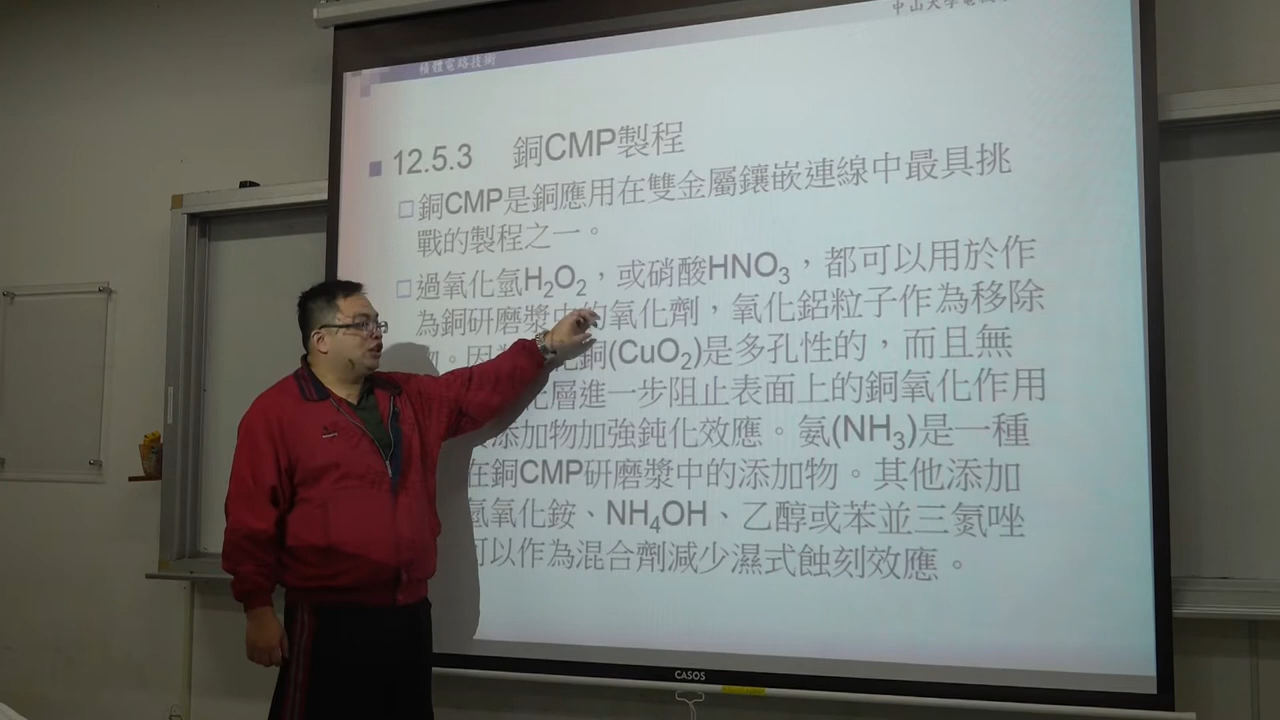 中山大學電機
積體電路技術
12.5.3 銅CMP製程
銅CMP是銅應用在雙金屬鑲嵌連線中最具挑
戰的製程之一。
過氧化氫H₂O₂，或硝酸HNO₃，都可以用於作
為銅研磨漿中的氧化劑，氧化鋁粒子作為移除
物。因 化銅(CuO₂)是多孔性的，而且無
化層進一步阻止表面上的銅氧化作用
添加物加強鈍化效應。氨(NH₃)是一種
在銅CMP研磨漿中的添加物。其他添加
氫氧化銨、NH₄OH、乙醇或苯並三氮唑
可以作為混合劑減少濕式蝕刻效應。
CASOS